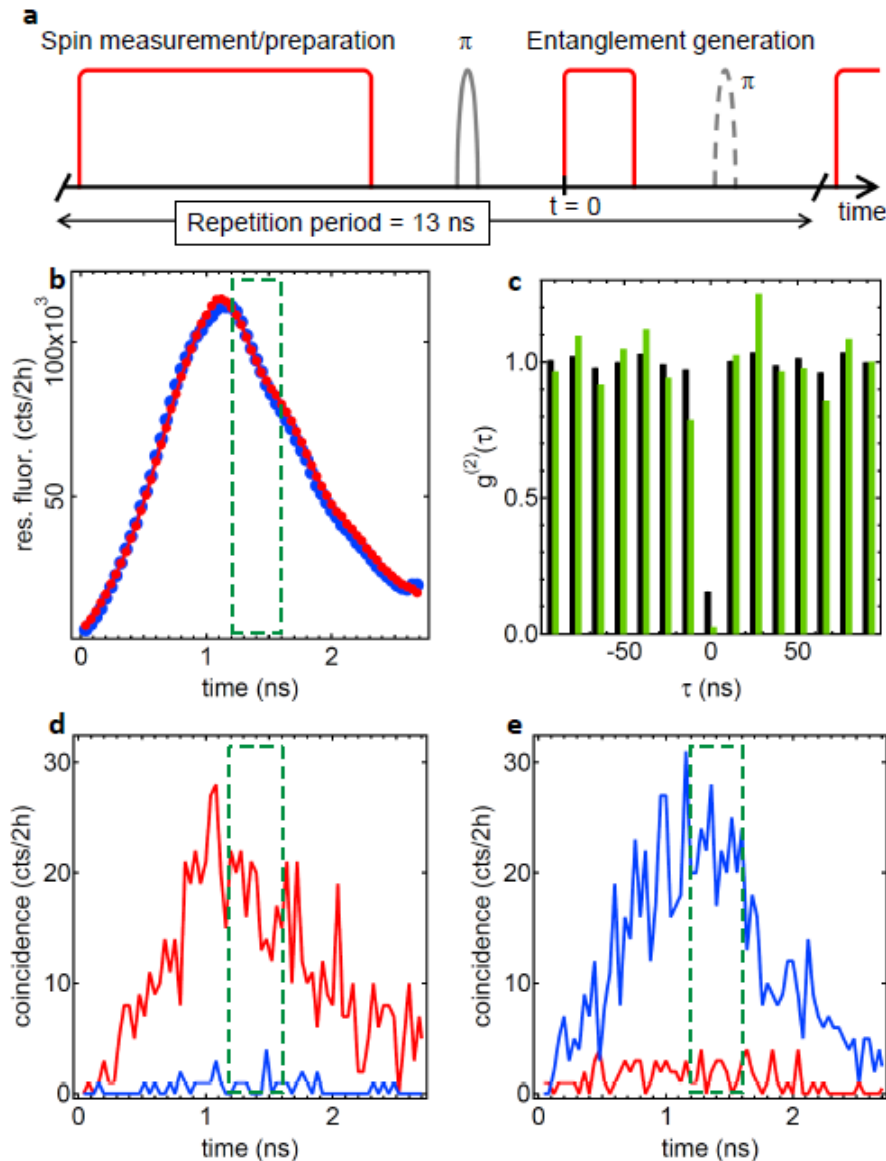 a
Spin measurement/preparation π Entanglement generation
π
t = 0
time
Repetition period = 13 ns
b
res. fluor. (cts/2h)
100x10³
50
0 1 2
time (ns)
c
g⁽²⁾(τ)
1.0
0.5
0.0
-50 0 50
τ (ns)
d
coincidence (cts/2h)
30
20
10
0
0 1 2
time (ns)
e
coincidence (cts/2h)
30
20
10
0
0 1 2
time (ns)